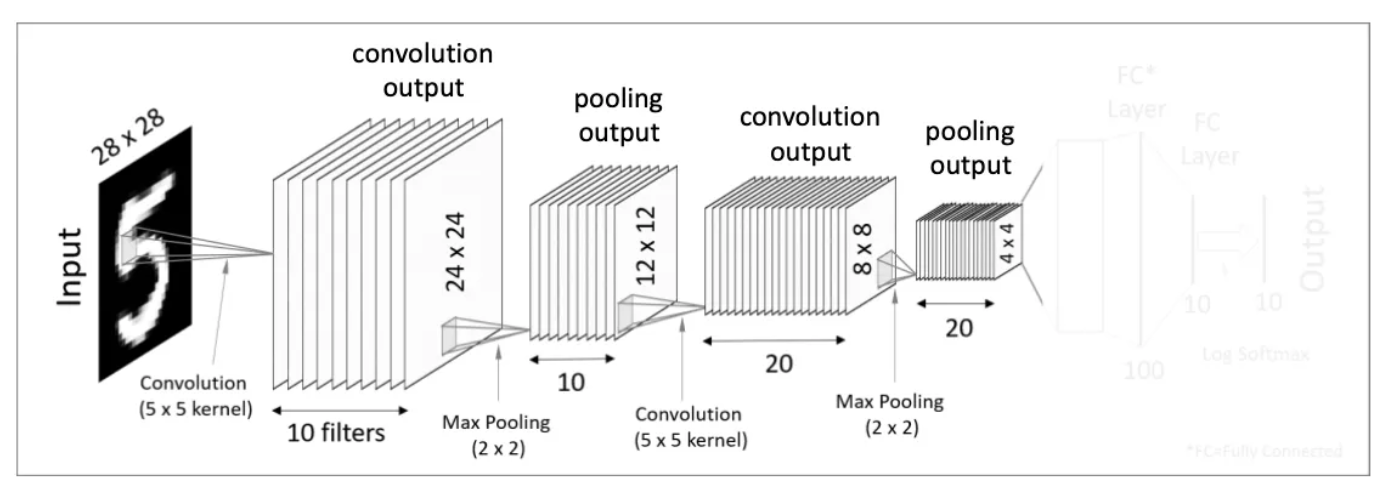 28 x 28
Input
Convolution
(5 x 5 kernel)
convolution
output
24 x 24
10 filters
Max Pooling
(2 x 2)
pooling
output
12 x 12
10
Convolution
(5 x 5 kernel)
convolution
output
8 x 8
20
Max Pooling
(2 x 2)
pooling
output
4 x 4
20
FC*
Layer
100
FC
Layer
10
10
Log Softmax
Output
*FC=Fully Connected